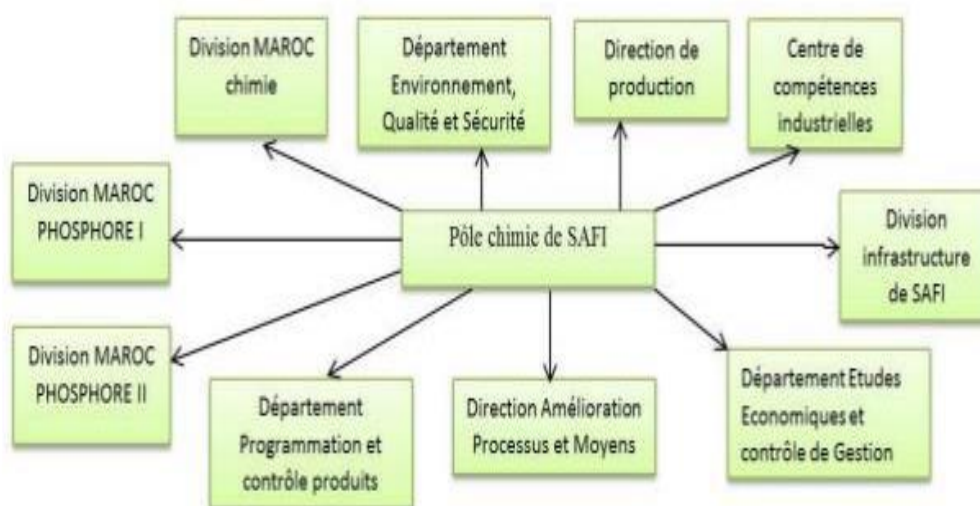 Division MAROC
chimie
Département
Environnement,
Qualité et Sécurité
Direction de
production
Centre de
compétences
industrielles
Division MAROC
PHOSPHORE I
Pôle chimie de SAFI
Division
infrastructure
de SAFI
Division MAROC
PHOSPHORE II
Département
Programmation et
contrôle produits
Direction Amélioration
Processus et Moyens
Département Etudes
Economiques et
contrôle de Gestion